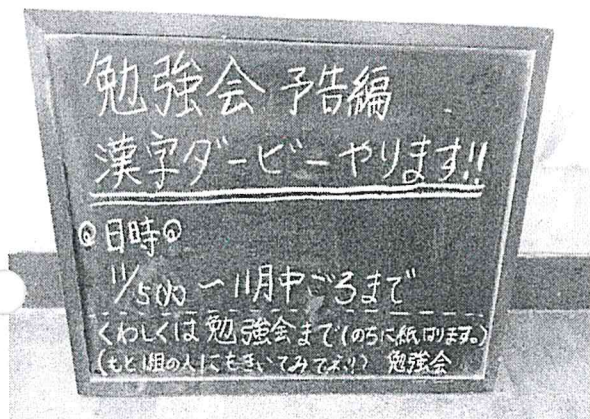 勉強会 予告編
漢字ダービーやります!!
◎日時◎
11/5(火)〜11月中ごろまで
くわしくは勉強会まで(のちに紙はります。)
(もと1組の人にもきいてみてネ!!) 勉強会